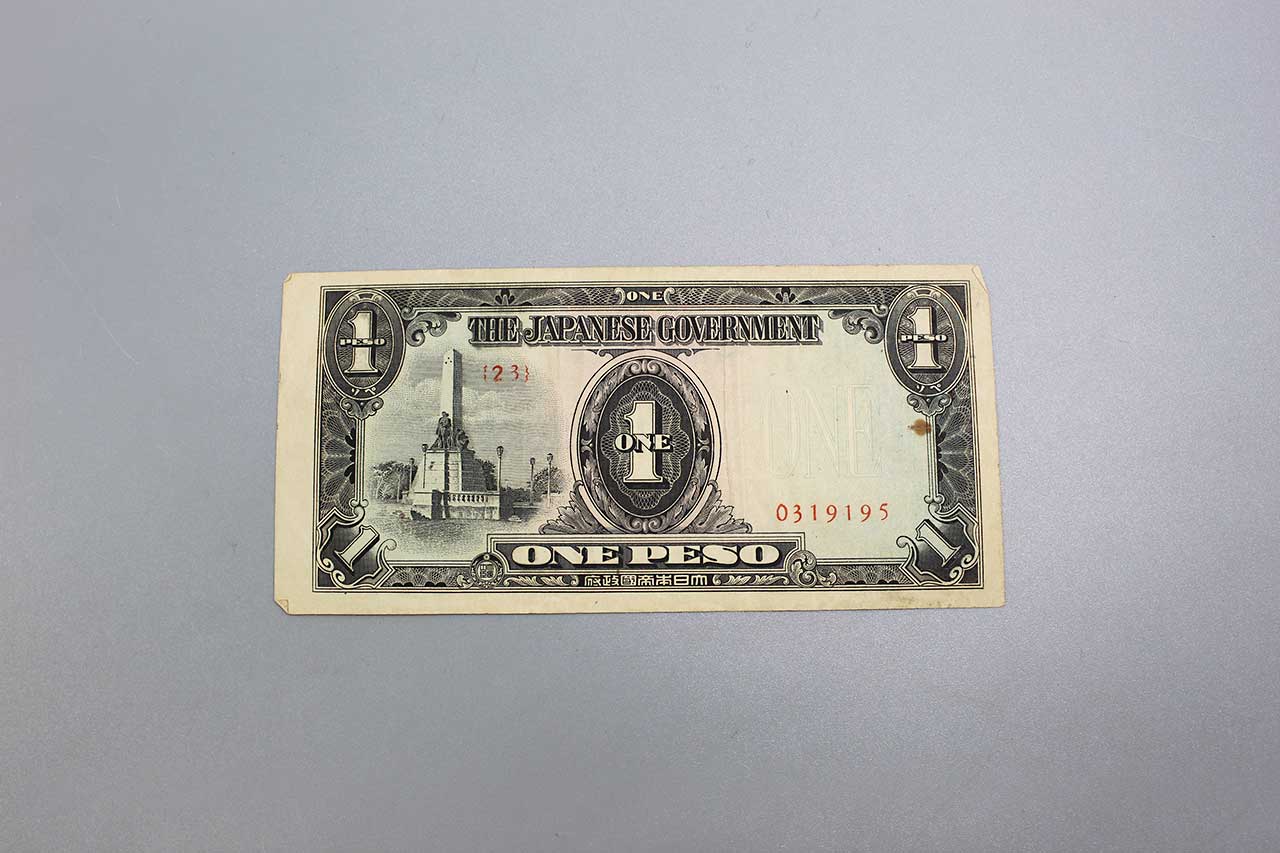 ONE
1
PESO
1
PESO
THE JAPANESE GOVERNMENT
{23}
1
ONE
ONE
0319195
1
1
ONE PESO
府政國帝本日大